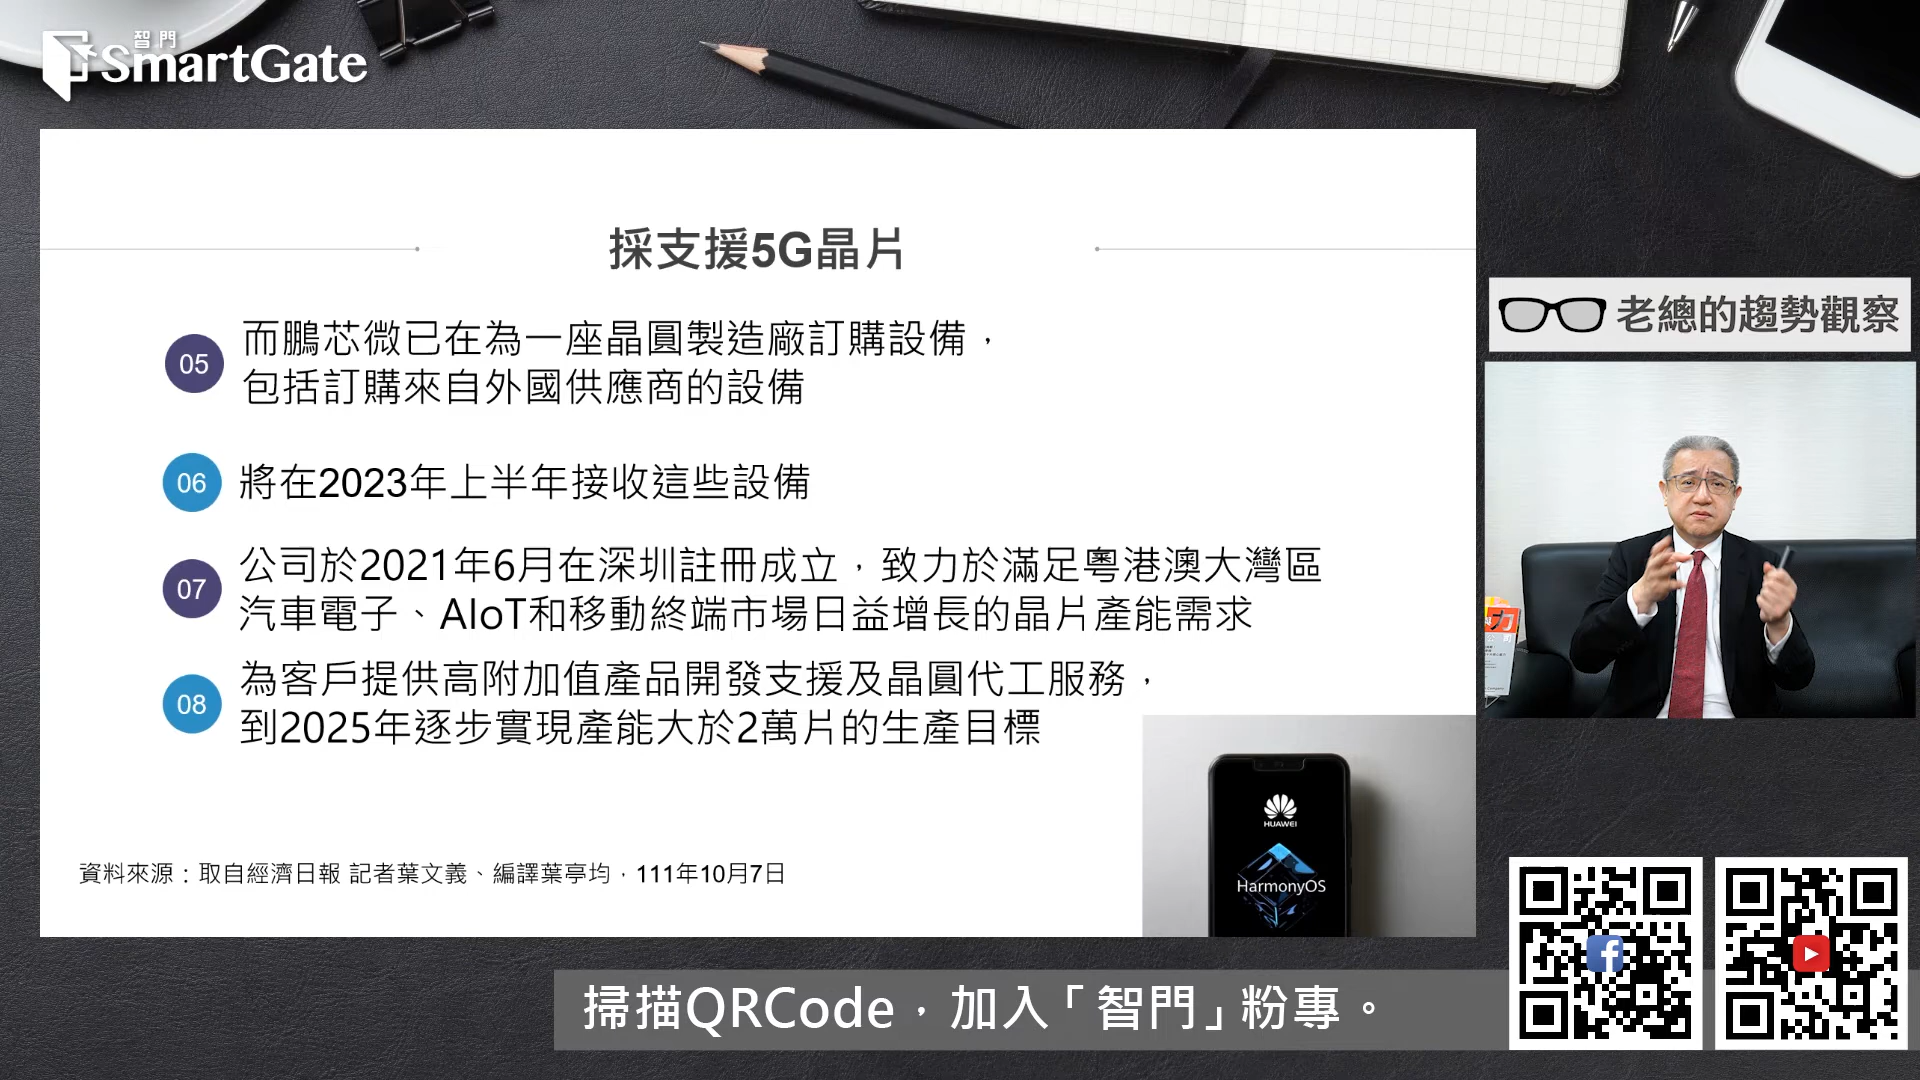 智門
SmartGate
採支援5G晶片
05
而鵬芯微已在為一座晶圓製造廠訂購設備，
包括訂購來自外國供應商的設備
06
將在2023年上半年接收這些設備
07
公司於2021年6月在深圳註冊成立，致力於滿足粵港澳大灣區
汽車電子、AIoT和移動終端市場日益增長的晶片產能需求
08
為客戶提供高附加值產品開發支援及晶圓代工服務，
到2025年逐步實現產能大於2萬片的生產目標
資料來源：取自經濟日報 記者葉文義、編譯葉亭均，111年10月7日
HUAWEI
HarmonyOS
老總的趨勢觀察
力
掃描QRCode，加入「智門」粉專。